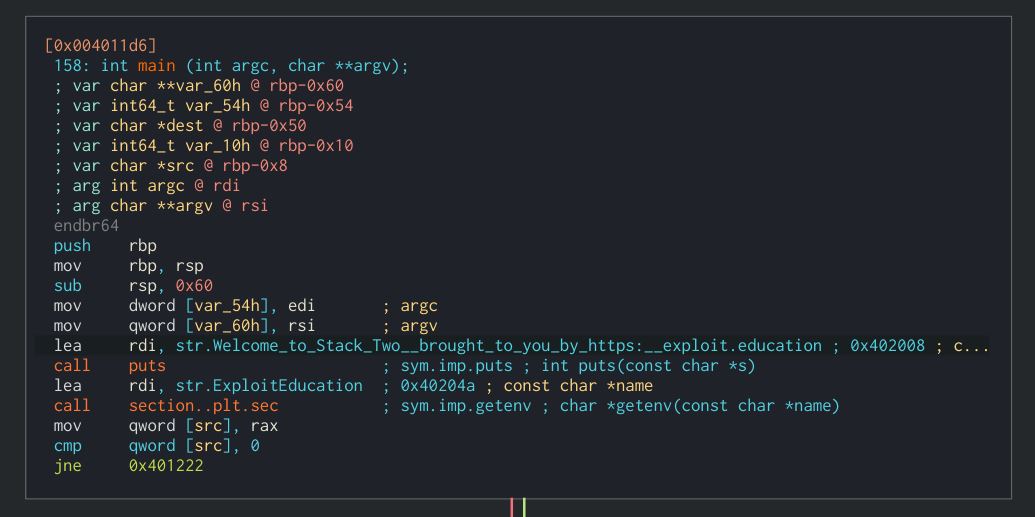 [0x004011d6]
158: int main (int argc, char **argv);
; var char **var_60h @ rbp-0x60
; var int64_t var_54h @ rbp-0x54
; var char *dest @ rbp-0x50
; var int64_t var_10h @ rbp-0x10
; var char *src @ rbp-0x8
; arg int argc @ rdi
; arg char **argv @ rsi
endbr64
push rbp
mov rbp, rsp
sub rsp, 0x60
mov dword [var_54h], edi ; argc
mov qword [var_60h], rsi ; argv
lea rdi, str.Welcome_to_Stack_Two__brought_to_you_by_https:__exploit.education ; 0x402008 ; c...
call puts ; sym.imp.puts ; int puts(const char *s)
lea rdi, str.ExploitEducation ; 0x40204a ; const char *name
call section..plt.sec ; sym.imp.getenv ; char *getenv(const char *name)
mov qword [src], rax
cmp qword [src], 0
jne 0x401222